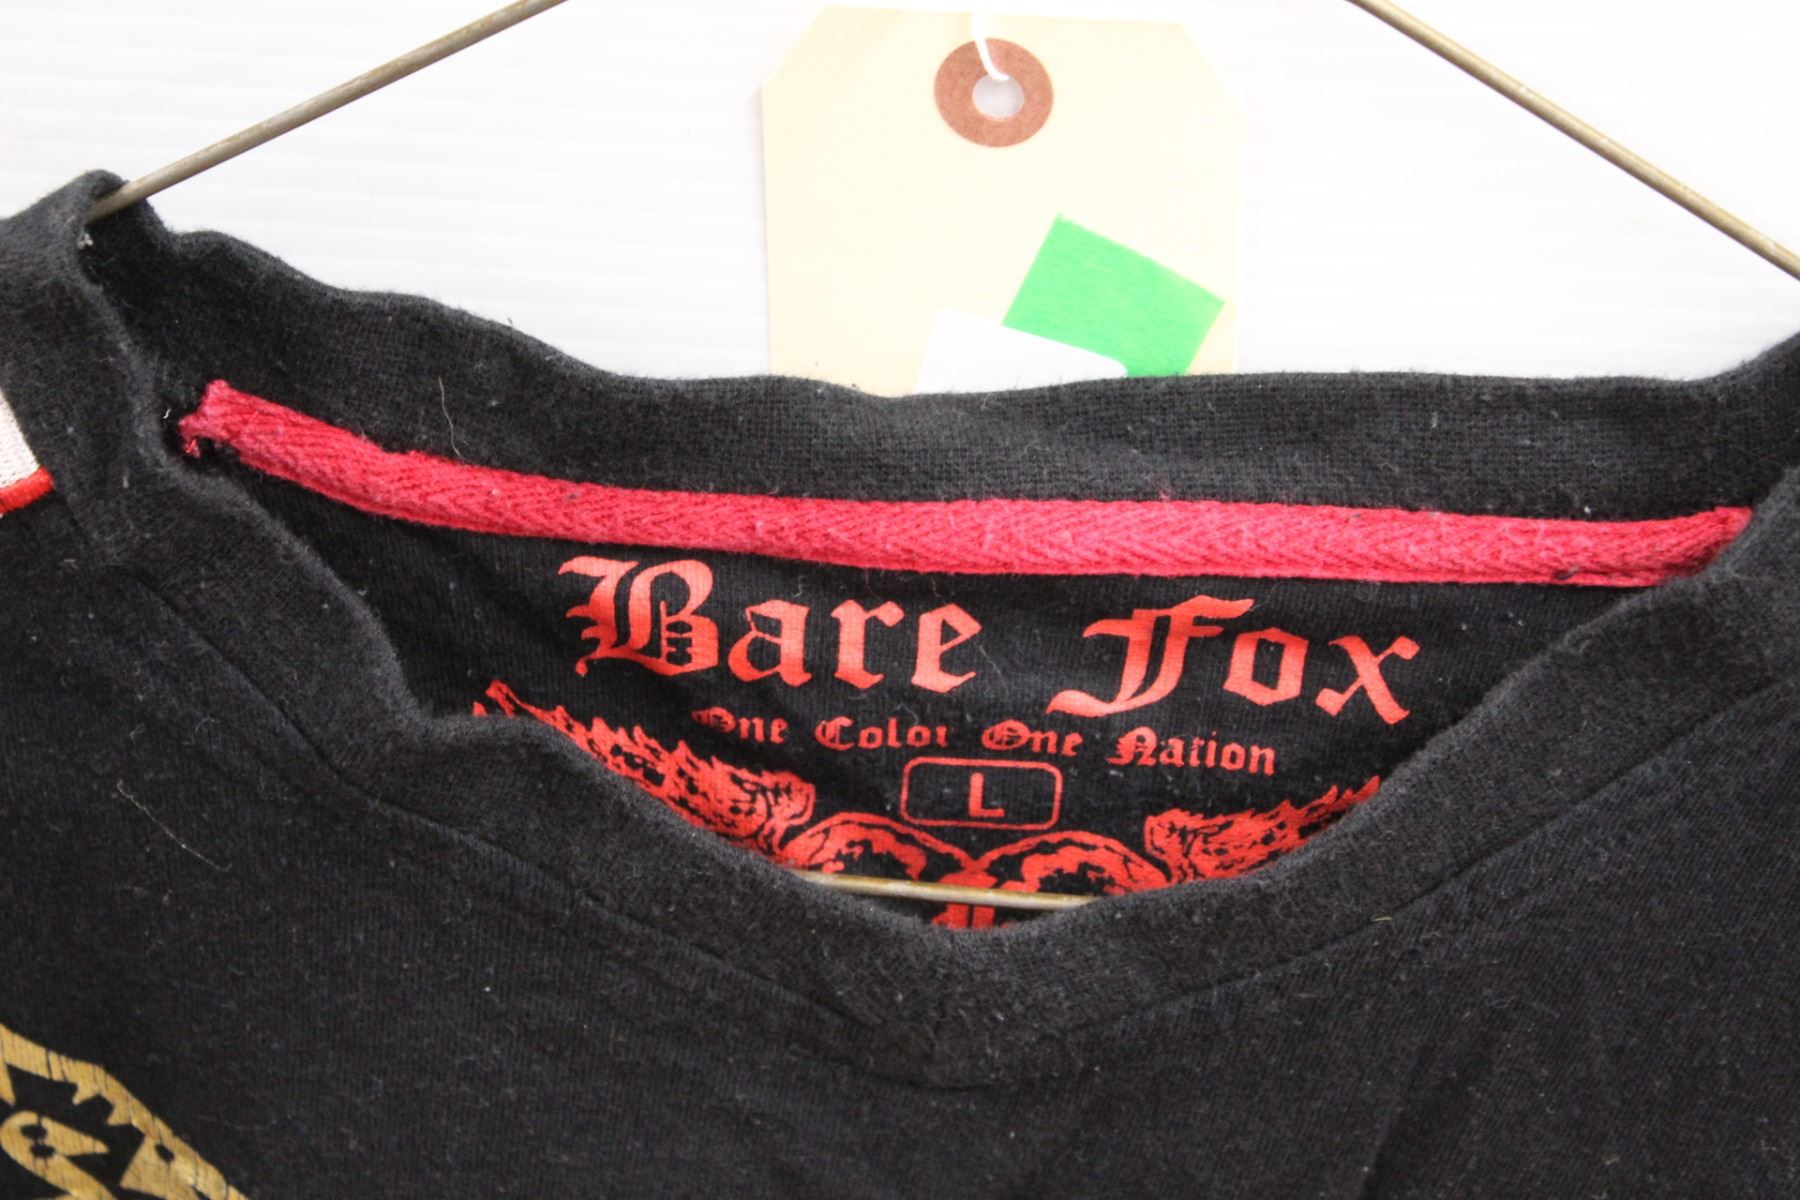 Bare Fox
One Color One Nation
L